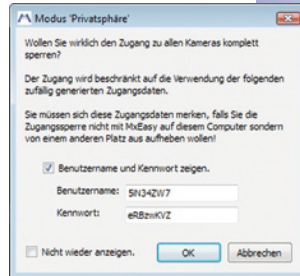 Modus 'Privatsphäre'
Wollen Sie wirklich den Zugang zu allen Kameras komplett
sperren?
Der Zugang wird beschränkt auf die Verwendung der folgenden
zufällig generierten Zugangsdaten.
Sie müssen sich diese Zugangsdaten merken, falls Sie die
Zugangssperre nicht mit MxEasy auf diesem Computer sondern
von einem anderen Platz aus aufheben wollen!
Benutzername und Kennwort zeigen.
Benutzername: 5IN34ZW7
Kennwort: eRBzwKVZ
Nicht wieder anzeigen.
OK
Abbrechen